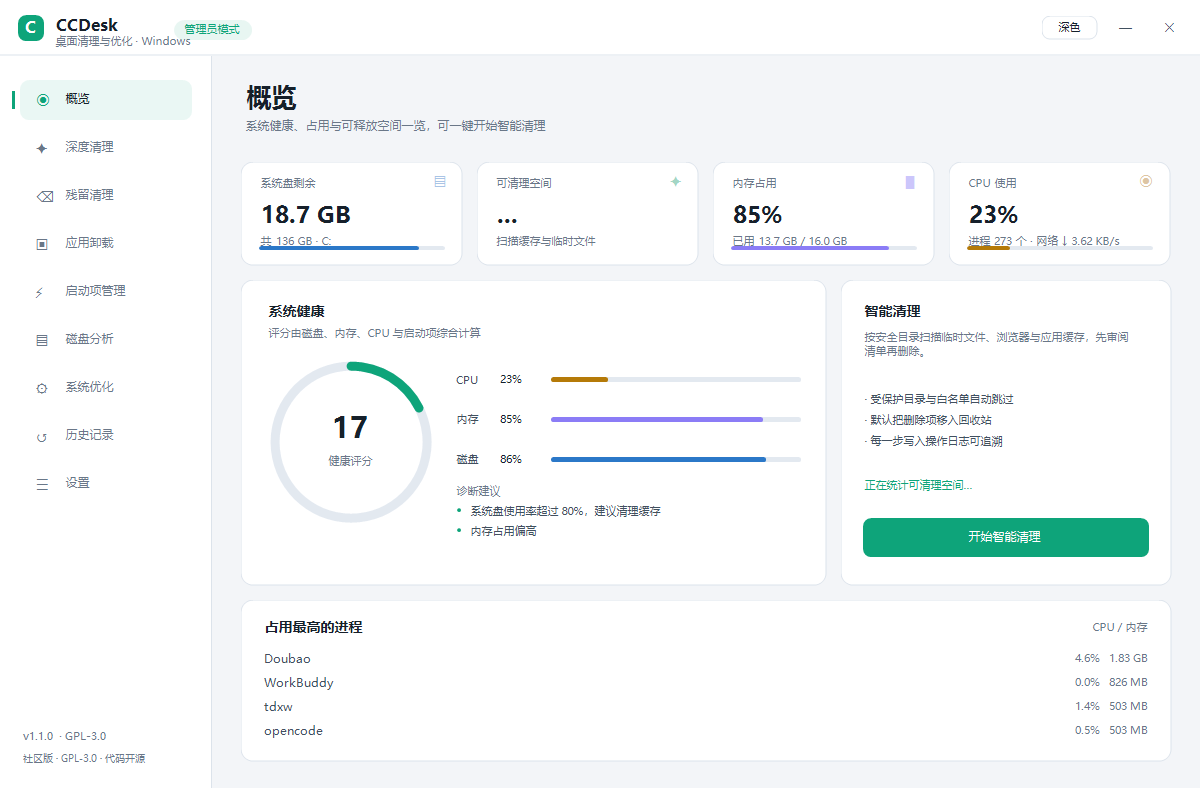 C
CCDesk
桌面清理与优化 · Windows
管理员模式
深色
概览
深度清理
残留清理
应用卸载
启动项管理
磁盘分析
系统优化
历史记录
设置
v1.1.0 · GPL-3.0
社区版 · GPL-3.0 · 代码开源
概览
系统健康、占用与可释放空间一览，可一键开始智能清理
系统盘剩余
18.7 GB
共 136 GB · C:
可清理空间
...
扫描缓存与临时文件
内存占用
85%
已用 13.7 GB / 16.0 GB
CPU 使用
23%
进程 273 个 · 网络 ↓ 3.62 KB/s
系统健康
评分由磁盘、内存、CPU 与启动项综合计算
17
健康评分
CPU 23%
内存 85%
磁盘 86%
诊断建议
• 系统盘使用率超过 80%，建议清理缓存
• 内存占用偏高
智能清理
按安全目录扫描临时文件、浏览器与应用缓存，先审阅
清单再删除。
· 受保护目录与白名单自动跳过
· 默认把删除项移入回收站
· 每一步写入操作日志可追溯
正在统计可清理空间...
开始智能清理
占用最高的进程 CPU / 内存
Doubao 4.6% 1.83 GB
WorkBuddy 0.0% 826 MB
tdxw 1.4% 503 MB
opencode 0.5% 503 MB